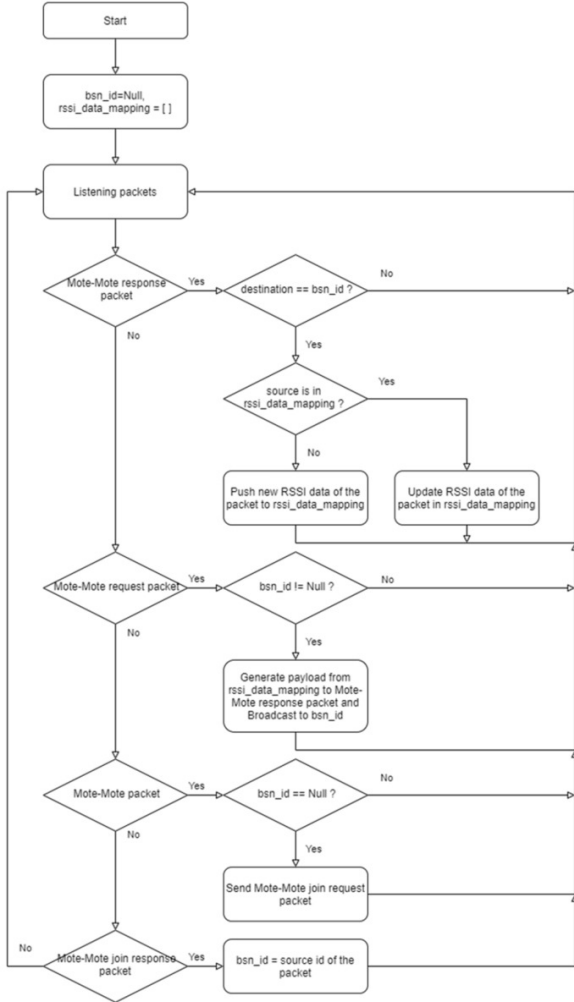 Start
bsn_id=Null,
rssi_data_mapping = [ ]
Listening packets
Mote-Mote response
packet
Yes
destination == bsn_id ?
No
No
Yes
source is in
rssi_data_mapping ?
Yes
No
Push new RSSI data of the
packet to rssi_data_mapping
Update RSSI data of the
packet in rssi_data_mapping
Mote-Mote request packet
Yes
bsn_id != Null ?
No
No
Yes
Generate payload from
rssi_data_mapping to Mote-
Mote response packet and
Broadcast to bsn_id
Mote-Mote packet
Yes
bsn_id == Null ?
No
No
Yes
Send Mote-Mote join request
packet
No
Mote-Mote join response
packet
Yes
bsn_id = source id of the
packet